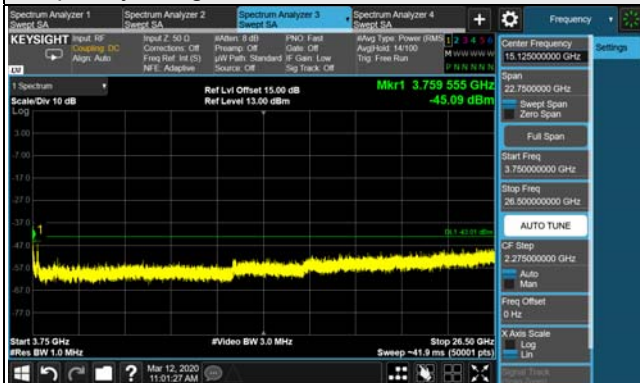 Spectrum Analyzer 1
Swept SA
Spectrum Analyzer 2
Swept SA
Spectrum Analyzer 3
Swept SA
Spectrum Analyzer 4
Swept SA
+
Frequency
KEYSIGHT
Input: RF
Coupling: DC
Align: Auto
Input Z: 50 Ω
Corrections: Off
Freq Ref: Int (S)
NFE: Adaptive
#Atten: 8 dB
Preamp: Off
µW Path: Standard
Source: Off
PNO: Fast
Gate: Off
IF Gain: Low
Sig Track: Off
#Avg Type: Power (RMS
Avg|Hold: 14/100
Trig: Free Run
1 2 3 4 5 6
M W W W W W
P N N N N N
LVI
1 Spectrum
Scale/Div 10 dB
Log
Ref Lvl Offset 15.00 dB
Ref Level 13.00 dBm
Mkr1 3.759 555 GHz
-45.09 dBm
3.00
-7.00
-17.0
-27.0
-37.0
-47.0
-57.0
-67.0
-77.0
1
Start 3.75 GHz
#Res BW 1.0 MHz
#Video BW 3.0 MHz
Stop 26.50 GHz
Sweep ~41.9 ms (50001 pts)
Center Frequency
15.125000000 GHz
Settings
Span
22.7500000 GHz
Swept Span
Zero Span
Full Span
Start Freq
3.750000000 GHz
Stop Freq
26.500000000 GHz
AUTO TUNE
CF Step
2.275000000 GHz
Auto
Man
Freq Offset
0 Hz
X Axis Scale
Log
Lin
Signal Track
Mar 12, 2020
11:01:27 AM